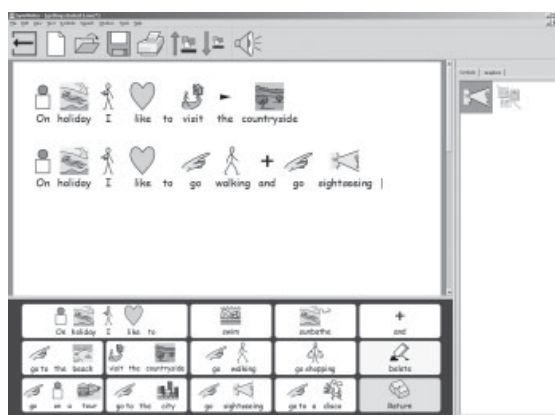 On holiday I like to visit the countryside
On holiday I like to go walking and go sightseeing
On holiday I like to
swim
sunbathe
and
go to the beach
visit the countryside
go walking
go shopping
Delete
go on a tour
go to the city
go sightseeing
go to a disco
Return